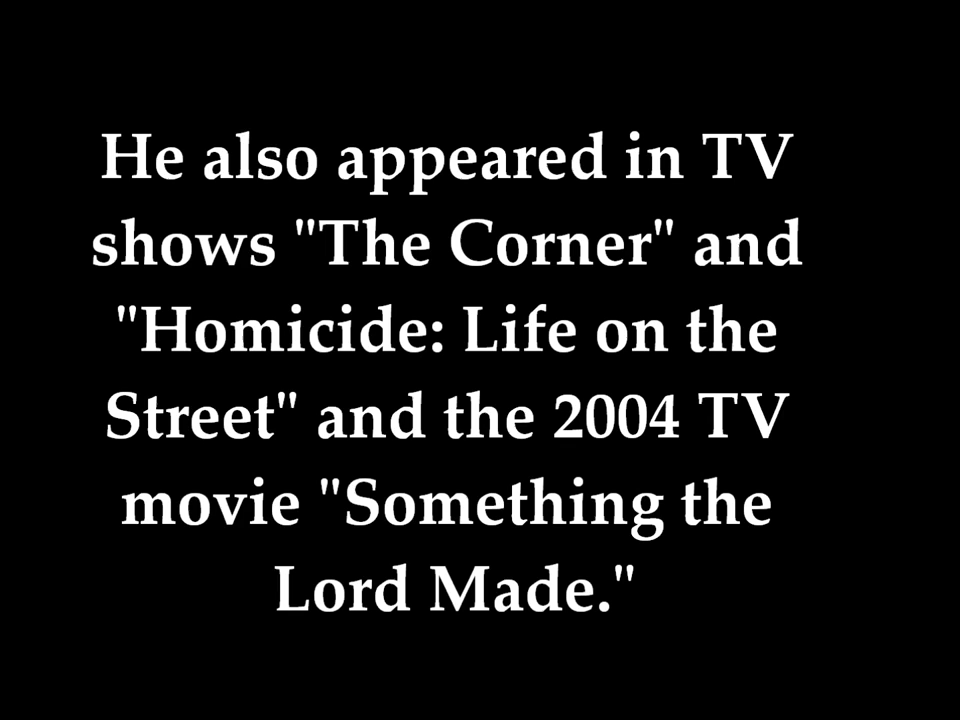 He also appeared in TV
shows "The Corner" and
"Homicide: Life on the
Street" and the 2004 TV
movie "Something the
Lord Made."